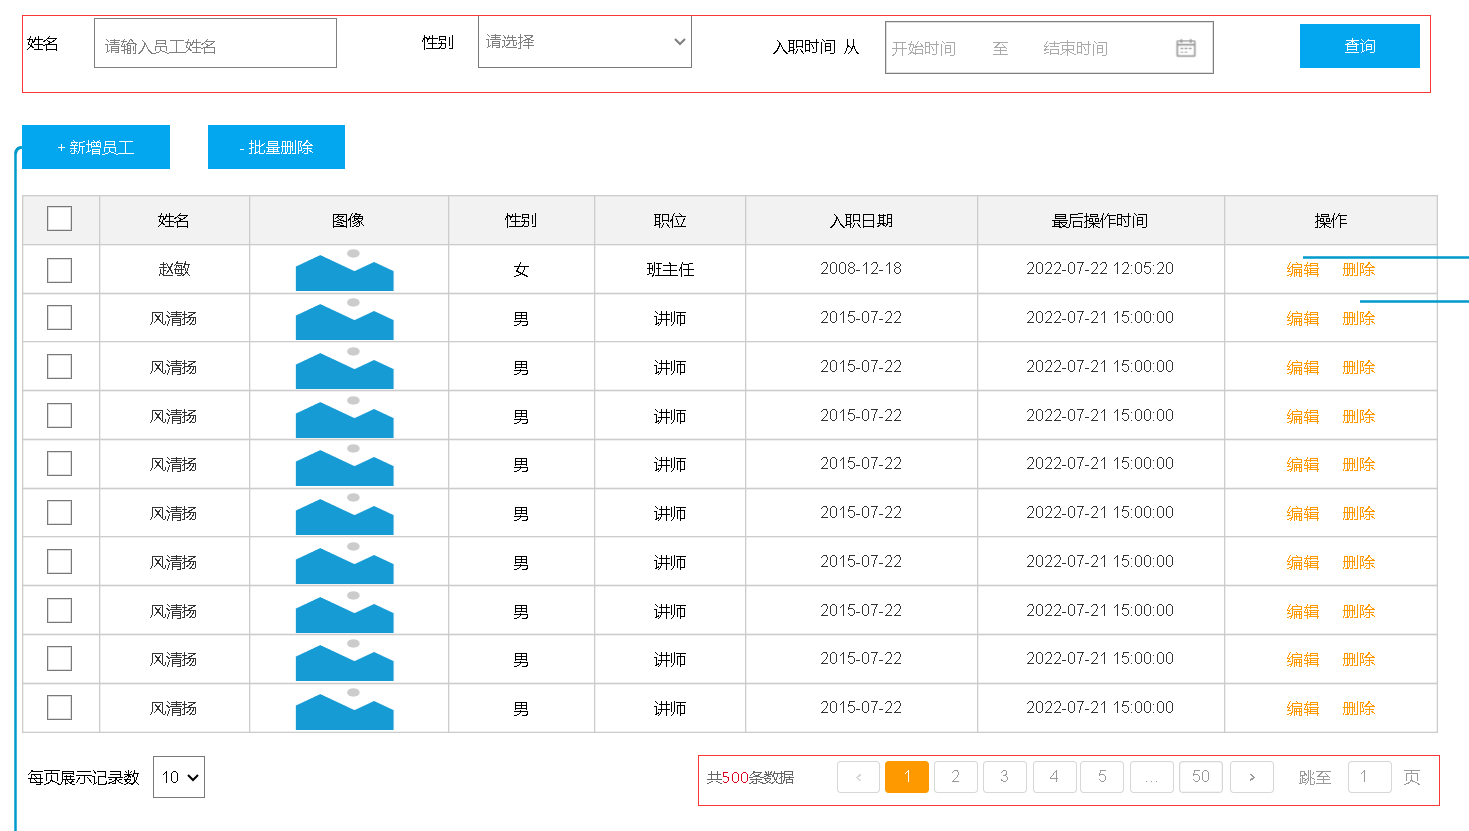 姓名 请输入员工姓名 性别 请选择 入职时间 从 开始时间 至 结束时间 查询
+ 新增员工 - 批量删除
姓名 图像 性别 职位 入职日期 最后操作时间 操作
赵敏 女 班主任 2008-12-18 2022-07-22 12:05:20 编辑 删除
风清扬 男 讲师 2015-07-22 2022-07-21 15:00:00 编辑 删除
风清扬 男 讲师 2015-07-22 2022-07-21 15:00:00 编辑 删除
风清扬 男 讲师 2015-07-22 2022-07-21 15:00:00 编辑 删除
风清扬 男 讲师 2015-07-22 2022-07-21 15:00:00 编辑 删除
风清扬 男 讲师 2015-07-22 2022-07-21 15:00:00 编辑 删除
风清扬 男 讲师 2015-07-22 2022-07-21 15:00:00 编辑 删除
风清扬 男 讲师 2015-07-22 2022-07-21 15:00:00 编辑 删除
风清扬 男 讲师 2015-07-22 2022-07-21 15:00:00 编辑 删除
风清扬 男 讲师 2015-07-22 2022-07-21 15:00:00 编辑 删除
每页展示记录数 10 共500条数据 ‹ 1 2 3 4 5 ... 50 › 跳至 1 页